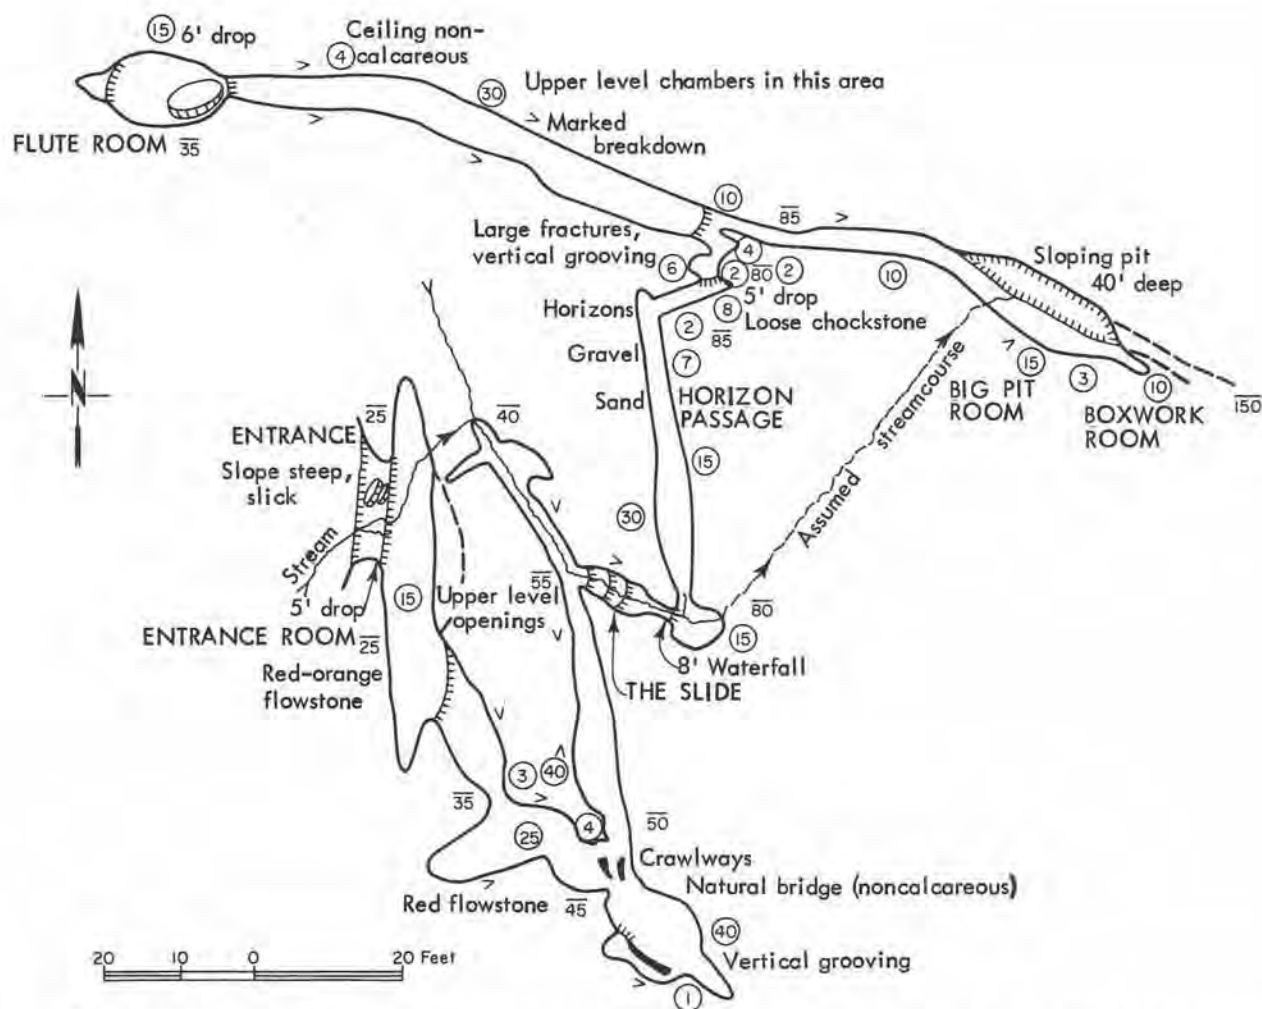 15 6' drop
Ceiling non-
4 calcareous
30
Upper level chambers in this area
Marked
breakdown
FLUTE ROOM 35
10
85
Large fractures,
vertical grooving
6
4
2 80 2
10
Sloping pit
40' deep
5' drop
8
Loose chockstone
Horizons
2 85
Gravel
7
Sand
HORIZON
PASSAGE
N
15
3
10
BIG PIT
ROOM
BOXWORK
ROOM
150
25
40
ENTRANCE
Slope steep,
slick
15
Assumed streamcourse
30
Stream
55
5' drop
15
Upper level
openings
80
ENTRANCE ROOM 25
15
8' Waterfall
Red-orange
flowstone
THE SLIDE
3 40
35
4
50
25
Crawlways
Natural bridge (noncalcareous)
Red flowstone 45
40
Vertical grooving
1
20 10 0 20 Feet